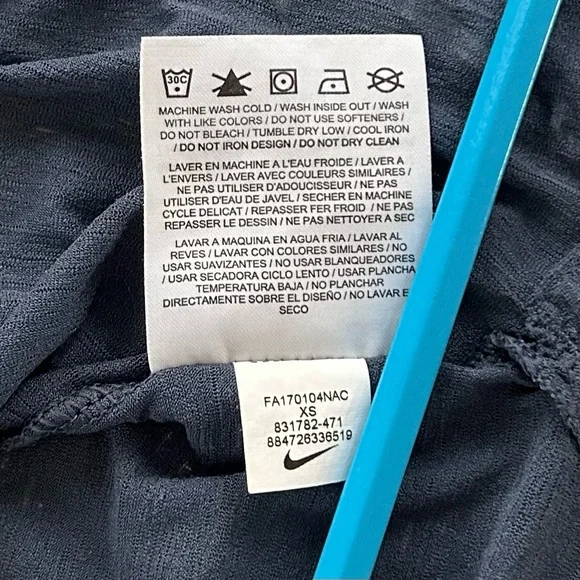 30C
MACHINE WASH COLD / WASH INSIDE OUT / WASH
WITH LIKE COLORS / DO NOT USE SOFTENERS /
DO NOT BLEACH / TUMBLE DRY LOW / COOL IRON
/ DO NOT IRON DESIGN / DO NOT DRY CLEAN
LAVER EN MACHINE A L'EAU FROIDE / LAVER A
L'ENVERS / LAVER AVEC COULEURS SIMILAIRES /
NE PAS UTILISER D'ADOUCISSEUR / NE PAS
UTILISER D'EAU DE JAVEL / SECHER EN MACHINE
CYCLE DELICAT / REPASSER FER FROID / NE PAS
REPASSER LE DESSIN / NE PAS NETTOYER A SEC
LAVAR A MAQUINA EN AGUA FRIA / LAVAR AL
REVES / LAVAR CON COLORES SIMILARES / NO
USAR SUAVIZANTES / NO USAR BLANQUEADORES
/ USAR SECADORA CICLO LENTO / USAR PLANCHA
TEMPERATURA BAJA / NO PLANCHAR
DIRECTAMENTE SOBRE EL DISEÑO / NO LAVAR E
SECO
FA170104NAC
XS
831782-471
884726336519